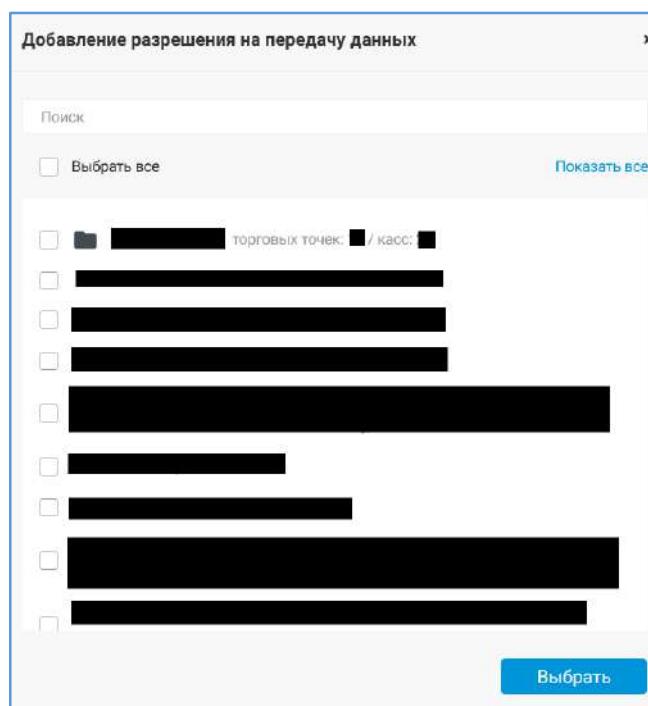 Добавление разрешения на передачу данных
Поиск
Выбрать все Показать все
торговых точек: / касс:
Выбрать